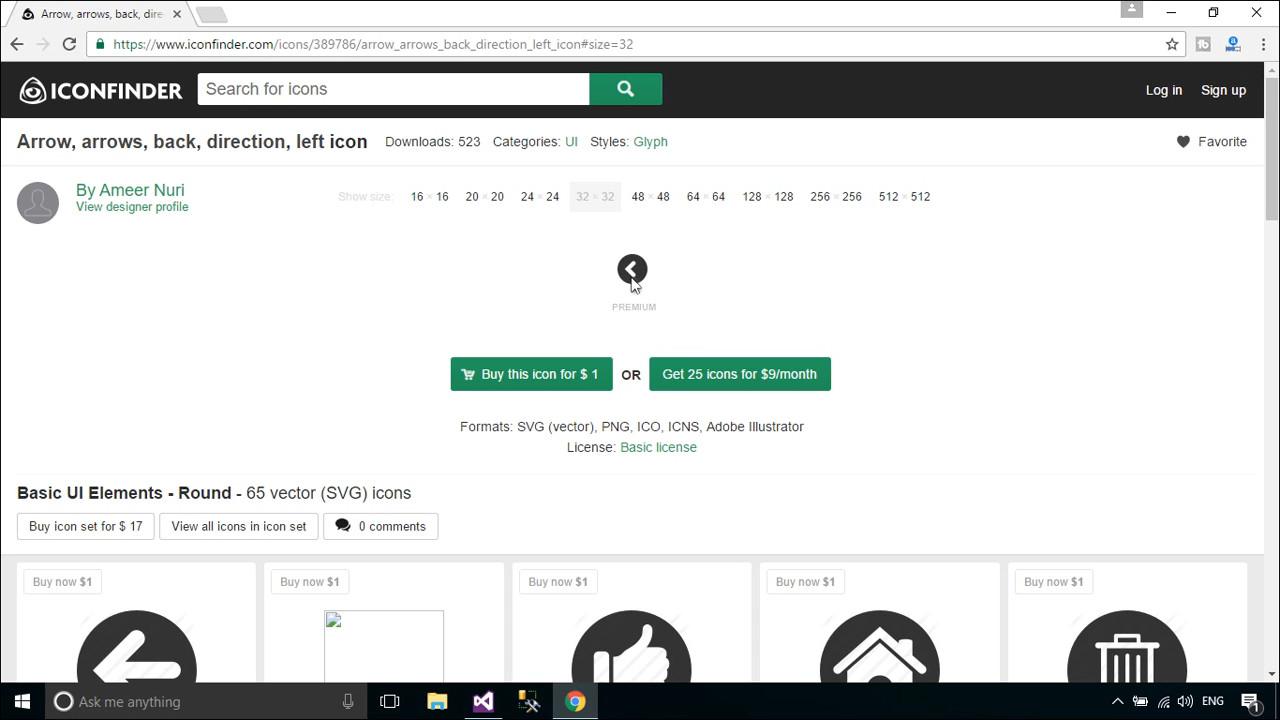 Arrow, arrows, back, dire
https://www.iconfinder.com/icons/389786/arrow_arrows_back_direction_left_icon#size=32
ICONFINDER
Search for icons
Log in
Sign up
Arrow, arrows, back, direction, left icon
Downloads: 523
Categories: UI
Styles: Glyph
Favorite
By Ameer Nuri
View designer profile
Show size:
16 × 16
20 × 20
24 × 24
32 × 32
48 × 48
64 × 64
128 × 128
256 × 256
512 × 512
PREMIUM
Buy this icon for $ 1
OR
Get 25 icons for $9/month
Formats: SVG (vector), PNG, ICO, ICNS, Adobe Illustrator
License: Basic license
Basic UI Elements - Round - 65 vector (SVG) icons
Buy icon set for $ 17
View all icons in icon set
0 comments
Buy now $1
Buy now $1
Buy now $1
Buy now $1
Buy now $1
Ask me anything
ENG
1